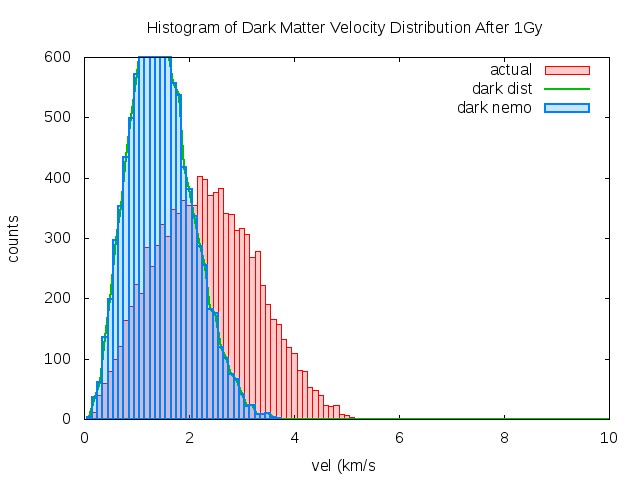 Histogram of Dark Matter Velocity Distribution After 1Gy
actual
dark dist
dark nemo
600
500
400
300
200
100
0
counts
0 2 4 6 8 10
vel (km/s